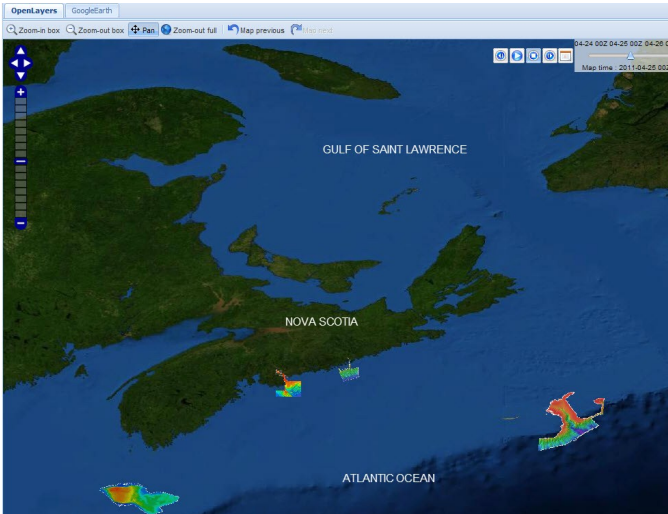 OpenLayers GoogleEarth
Zoom-in box Zoom-out box Pan Zoom-out full Map previous Map next
04-24 00Z 04-25 00Z 04-26
Map time : 2011-04-25 00Z
GULF OF SAINT LAWRENCE
NOVA SCOTIA
ATLANTIC OCEAN